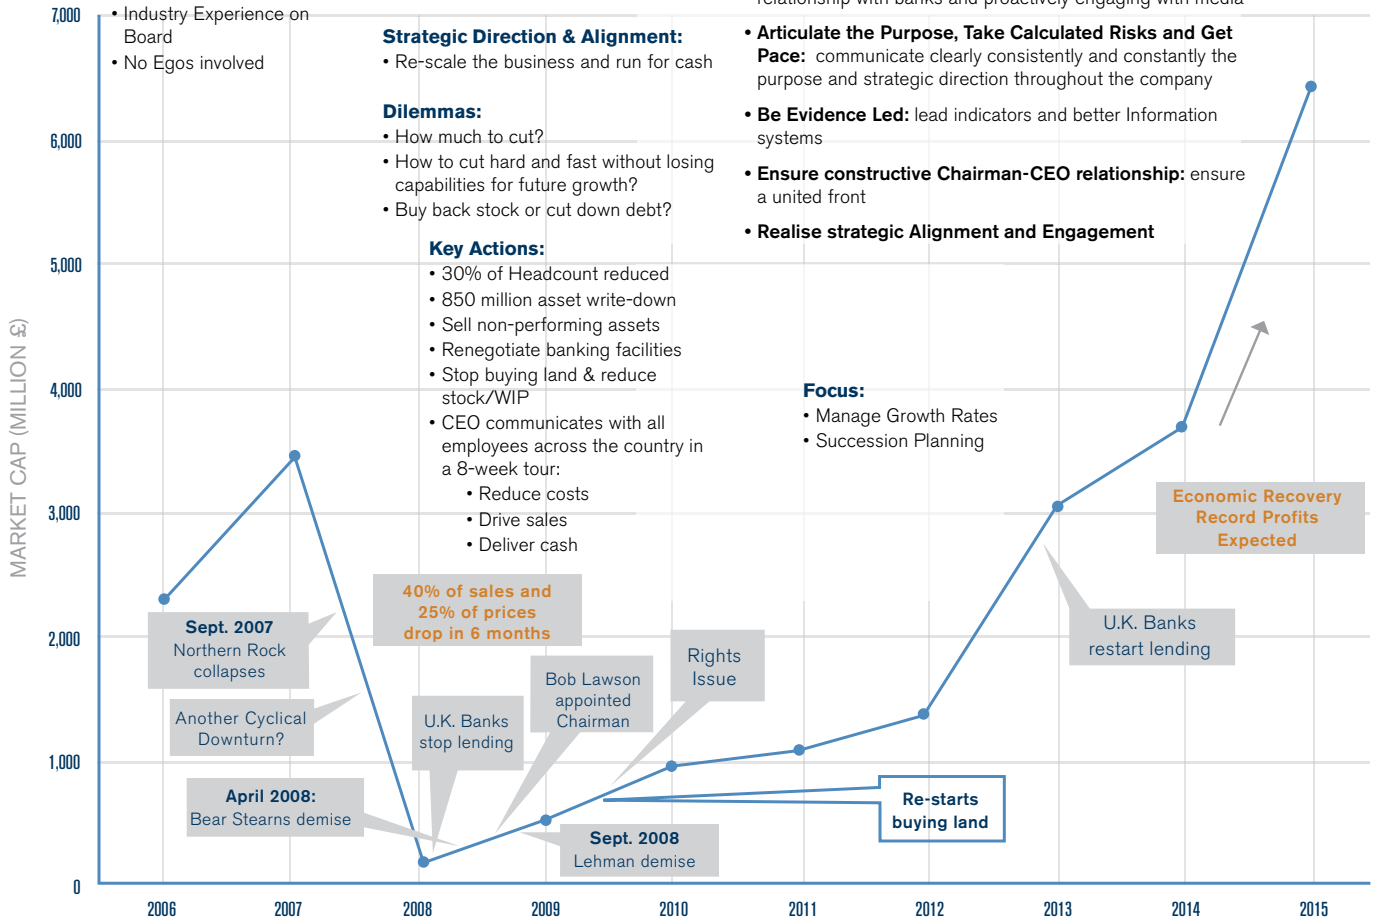 • Industry Experience on
Board
• No Egos involved
Strategic Direction & Alignment:
• Re-scale the business and run for cash
Dilemmas:
• How much to cut?
• How to cut hard and fast without losing
capabilities for future growth?
• Buy back stock or cut down debt?
Key Actions:
• 30% of Headcount reduced
• 850 million asset write-down
• Sell non-performing assets
• Renegotiate banking facilities
• Stop buying land & reduce
stock/WIP
• CEO communicates with all
employees across the country in
a 8-week tour:
• Reduce costs
• Drive sales
• Deliver cash
relationship with banks and proactively engaging with media
• Articulate the Purpose, Take Calculated Risks and Get
Pace: communicate clearly consistently and constantly the
purpose and strategic direction throughout the company
• Be Evidence Led: lead indicators and better Information
systems
• Ensure constructive Chairman-CEO relationship: ensure
a united front
• Realise strategic Alignment and Engagement
Focus:
• Manage Growth Rates
• Succession Planning
Economic Recovery
Record Profits
Expected
40% of sales and
25% of prices
drop in 6 months
Sept. 2007
Northern Rock
collapses
Another Cyclical
Downturn?
April 2008:
Bear Stearns demise
U.K. Banks
stop lending
Bob Lawson
appointed
Chairman
Rights
Issue
Sept. 2008
Lehman demise
Re-starts
buying land
U.K. Banks
restart lending
MARKET CAP (MILLION £)
7,000
6,000
5,000
4,000
3,000
2,000
1,000
0
2006
2007
2008
2009
2010
2011
2012
2013
2014
2015